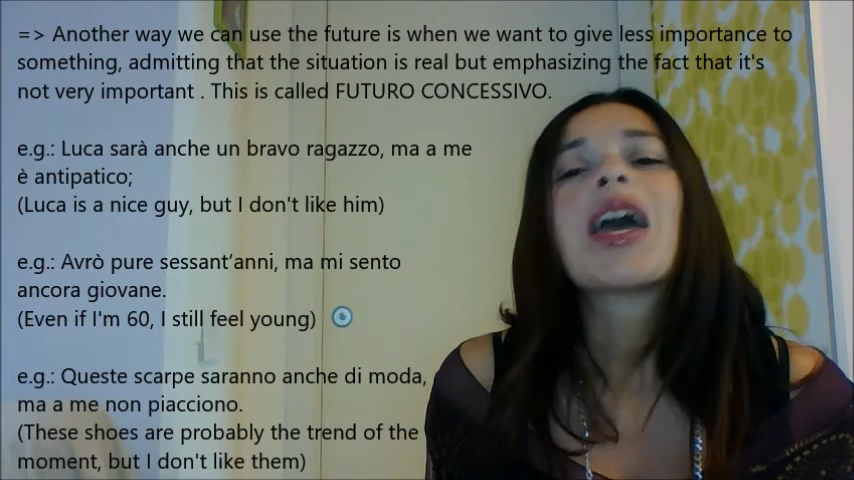 => Another way we can use the future is when we want to give less importance to
something, admitting that the situation is real but emphasizing the fact that it's
not very important . This is called FUTURO CONCESSIVO.
e.g.: Luca sarà anche un bravo ragazzo, ma a me
è antipatico;
(Luca is a nice guy, but I don't like him)
e.g.: Avrò pure sessant’anni, ma mi sento
ancora giovane.
(Even if I'm 60, I still feel young)
e.g.: Queste scarpe saranno anche di moda,
ma a me non piacciono.
(These shoes are probably the trend of the
moment, but I don't like them)